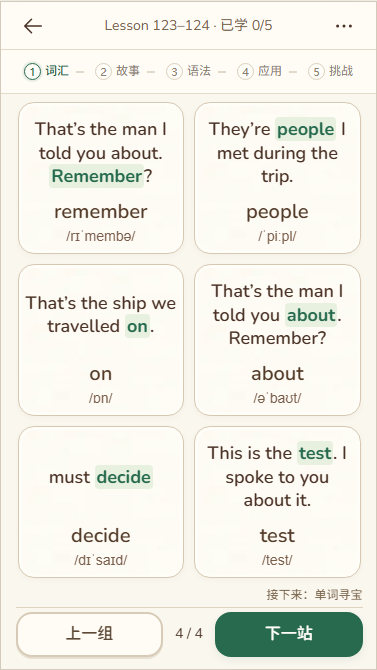 Lesson 123–124 · 已学 0/5
1 词汇 – 2 故事 – 3 语法 – 4 应用 – 5 挑战
That's the man I
told you about.
Remember?
remember
/rɪˈmembə/
They're people I
met during the
trip.
people
/ˈpiːpl/
That's the ship we
travelled on.
on
/ɒn/
That's the man I
told you about.
Remember?
about
/əˈbaʊt/
must decide
decide
/dɪˈsaɪd/
This is the test. I
spoke to you
about it.
test
/test/
接下来：单词寻宝
上一组
4 / 4
下一站